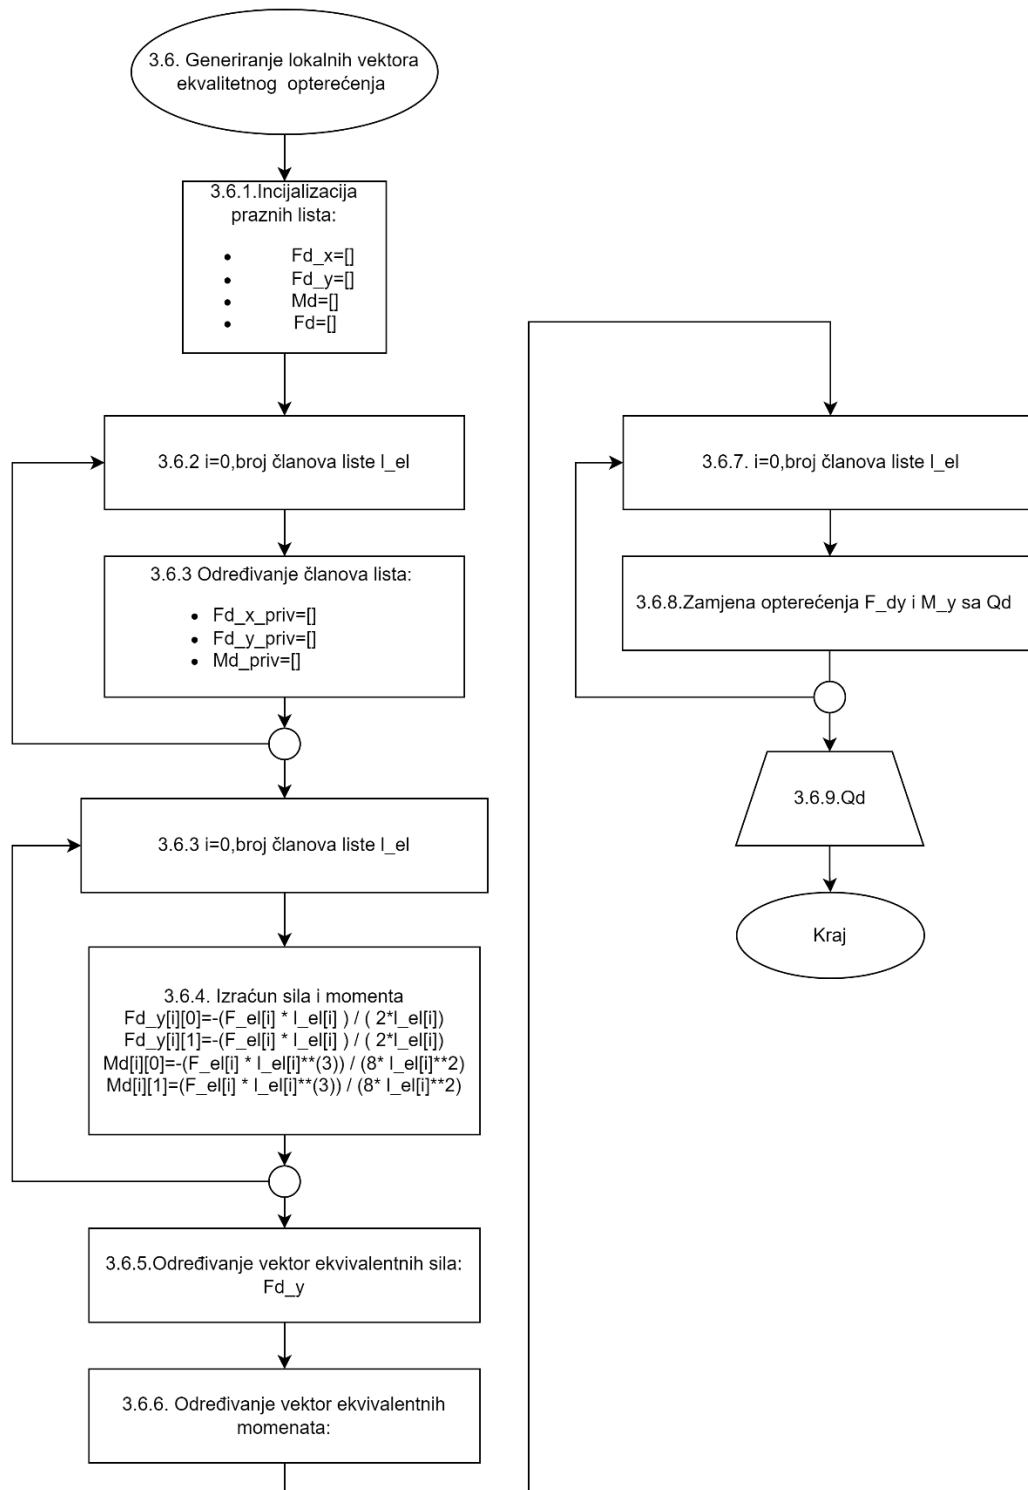 3.6. Generiranje lokalnih vektora
ekvalitetnog opterećenja
3.6.1.Incijalizacija
praznih lista:
• Fd_x=[]
• Fd_y=[]
• Md=[]
• Fd=[]
3.6.2 i=0,broj članova liste l_el
3.6.3 Određivanje članova lista:
• Fd_x_priv=[]
• Fd_y_priv=[]
• Md_priv=[]
3.6.3 i=0,broj članova liste l_el
3.6.4. Izraćun sila i momenta
Fd_y[i][0]=-(F_el[i] * l_el[i] ) / ( 2*l_el[i])
Fd_y[i][1]=-(F_el[i] * l_el[i] ) / ( 2*l_el[i])
Md[i][0]=-(F_el[i] * l_el[i]**(3)) / (8* l_el[i]**2)
Md[i][1]=(F_el[i] * l_el[i]**(3)) / (8* l_el[i]**2)
3.6.5.Određivanje vektor ekvivalentnih sila:
Fd_y
3.6.6. Određivanje vektor ekvivalentnih
momenata:
3.6.7. i=0,broj članova liste l_el
3.6.8.Zamjena opterećenja F_dy i M_y sa Qd
3.6.9.Qd
Kraj